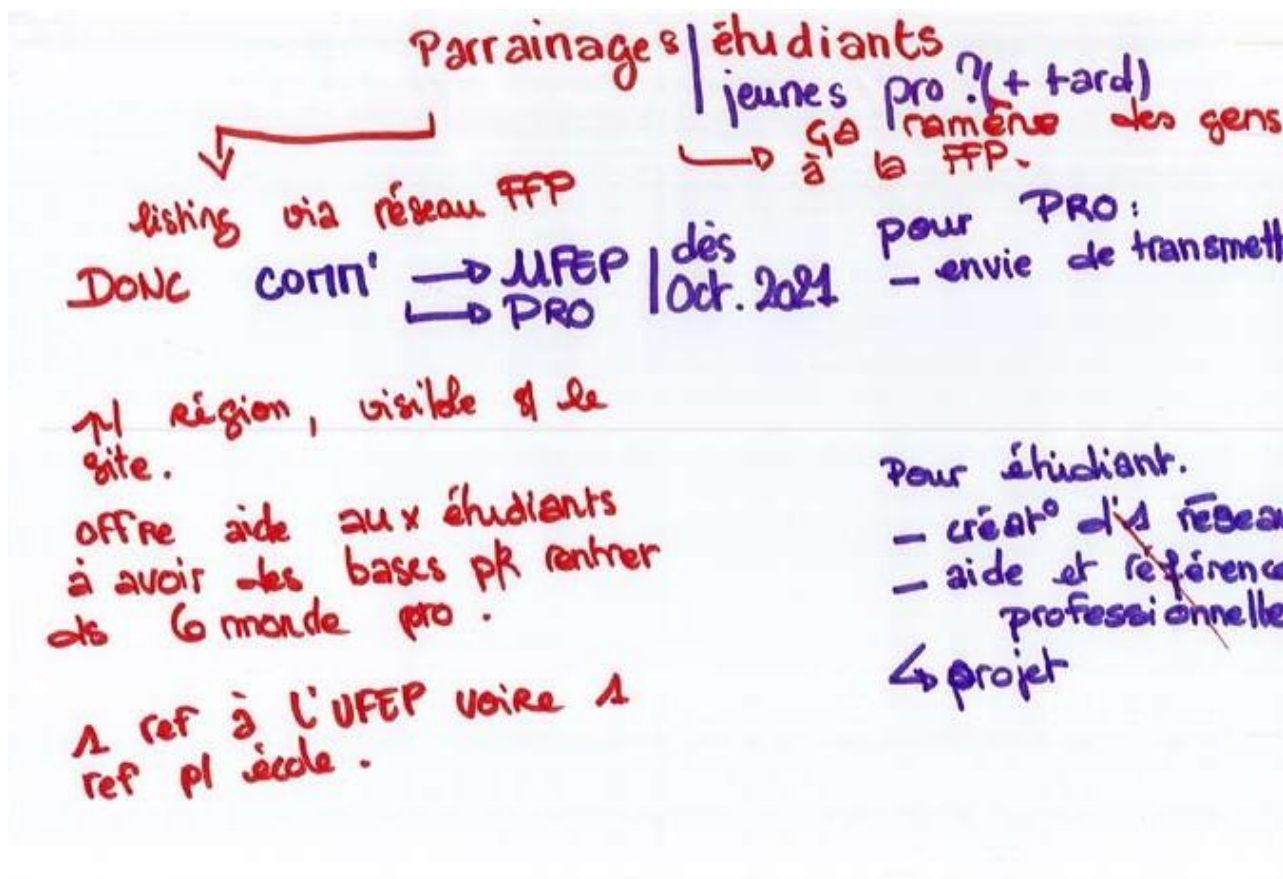 Parrainages | étudiants
| jeunes pro ? (+ tard)
↳ ça ramène des gens
à la FFP.
listing via réseau FFP
DONC COMM' → UFEP | dès
↳ PRO | Oct. 2021
pour PRO :
- envie de transmett
région, visible le
site.
OFFRE aide aux étudiants
à avoir des bases pR rentrer
ds le monde pro.
1 ref à l'UFEP voire 1
ref p/ école.
Pour étudiant.
- créat° d'1 réseau
- aide et référence
professionnelle
↳ projet